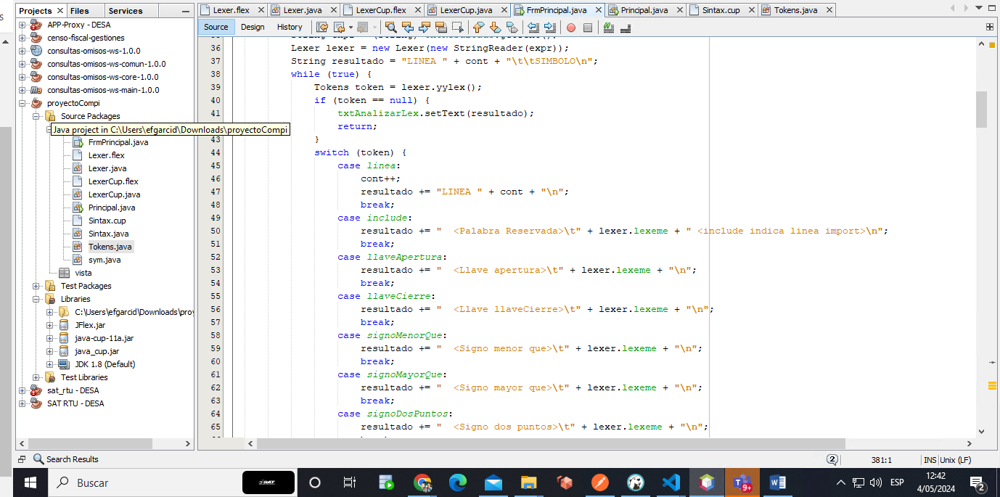 Projects
Files
Services
Lexer.flex
Lexer.java
LexerCup.flex
LexerCup.java
FrmPrincipal.java
Principal.java
Sintax.cup
Tokens.java
Source
Design
History
APP-Proxy - DESA
censo-fiscal-gestiones
consultas-omisos-ws-1.0.0
consultas-omisos-ws-comun-1.0.0
consultas-omisos-ws-core-1.0.0
consultas-omisos-ws-main-1.0.0
proyectoCompi
Source Packages
Java project in C:\Users\efgarcid\Downloads\proyectoCompi
FrmPrincipal.java
Lexer.flex
Lexer.java
LexerCup.flex
LexerCup.java
Principal.java
Sintax.cup
Sintax.java
Tokens.java
sym.java
vista
Test Packages
Libraries
C:\Users\efgarcid\Downloads\proy
JFlex.jar
java-cup-11a.jar
java_cup.jar
JDK 1.8 (Default)
Test Libraries
sat_rtu - DESA
SAT RTU - DESA
36 Lexer lexer = new Lexer(new StringReader(expr));
37 String resultado = "LINEA " + cont + "\t\tSIMBOLO\n";
38 while (true) {
39 Tokens token = lexer.yylex();
40 if (token == null) {
41 txtAnalizarLex.setText(resultado);
return;
43 }
44 switch (token) {
45 case linea:
46 cont++;
47 resultado += "LINEA " + cont + "\n";
48 break;
49 case include:
50 resultado += "  <Palabra Reservada>\t" + lexer.lexeme + " <include indica linea import>\n";
51 break;
52 case llaveApertura:
53 resultado += "  <Llave apertura>\t" + lexer.lexeme + "\n";
54 break;
55 case llaveCierre:
56 resultado += "  <Llave llaveCierre>\t" + lexer.lexeme + "\n";
57 break;
58 case signoMenorQue:
59 resultado += "  <Signo menor que>\t" + lexer.lexeme + "\n";
60 break;
61 case signoMayorQue:
62 resultado += "  <Signo mayor que>\t" + lexer.lexeme + "\n";
63 break;
64 case signoDosPuntos:
65 resultado += "  <Signo dos puntos>\t" + lexer.lexeme + "\n";
Search Results
2
381:1
INS
Unix (LF)
Buscar
SAT
9+
ESP
12:42
4/05/2024
2